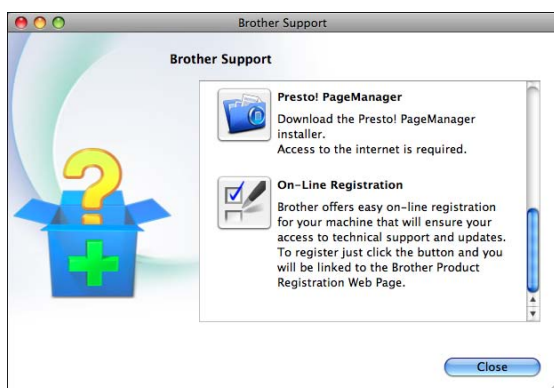 Brother Support
Brother Support
Presto! PageManager
Download the Presto! PageManager
installer.
Access to the internet is required.
On-Line Registration
Brother offers easy on-line registration
for your machine that will ensure your
access to technical support and updates.
To register just click the button and you
will be linked to the Brother Product
Registration Web Page.
Close